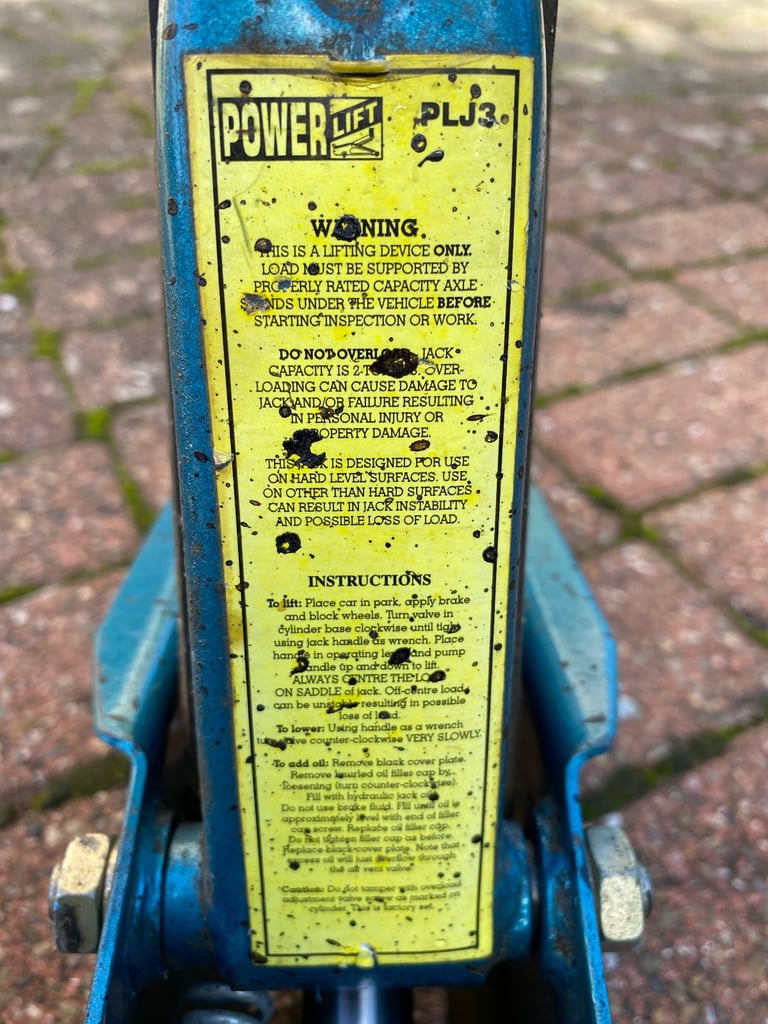 POWER LIFT PLJ3
WARNING
THIS IS A LIFTING DEVICE ONLY.
LOAD MUST BE SUPPORTED BY
PROPERLY RATED CAPACITY AXLE
STANDS UNDER THE VEHICLE BEFORE
STARTING INSPECTION OR WORK.
DO NOT OVERLOAD. JACK
CAPACITY IS 2 OVER-
LOADING CAN CAUSE DAMAGE TO
JACK AND/OR FAILURE RESULTING
IN PERSONAL INJURY OR
PROPERTY DAMAGE.
THIS JACK IS DESIGNED FOR USE
ON HARD LEVEL SURFACES. USE
ON OTHER THAN HARD SURFACES
CAN RESULT IN JACK INSTABILITY
AND POSSIBLE LOSS OF LOAD.
INSTRUCTIONS
To lift: Place car in park, apply brake
and block wheels. Turn valve in
cylinder base clockwise until tight
using jack handle as wrench. Place
handle in operating lever and pump
handle up and down to lift.
ALWAYS CENTRE THE LOAD
ON SADDLE of jack. Off-centre load
can be unstable resulting in possible
loss of load.
To lower: Using handle as a wrench
turn valve counter-clockwise VERY SLOWLY.
To add oil: Remove black cover plate.
Remove knurled oil filler cap by
loosening (turn counter-clockwise).
Fill with hydraulic jack oil.
Do not use brake fluid. Fill until oil is
approximately level with end of filler
cap screw. Replace oil filler cap.
Do not tighten filler cap as before.
Replace black cover plate. Note that
excess oil will just overflow through
the air vent valve.
Caution: Do not tamper with overload
adjustment valve screw as marked on
cylinder. This is factory set.